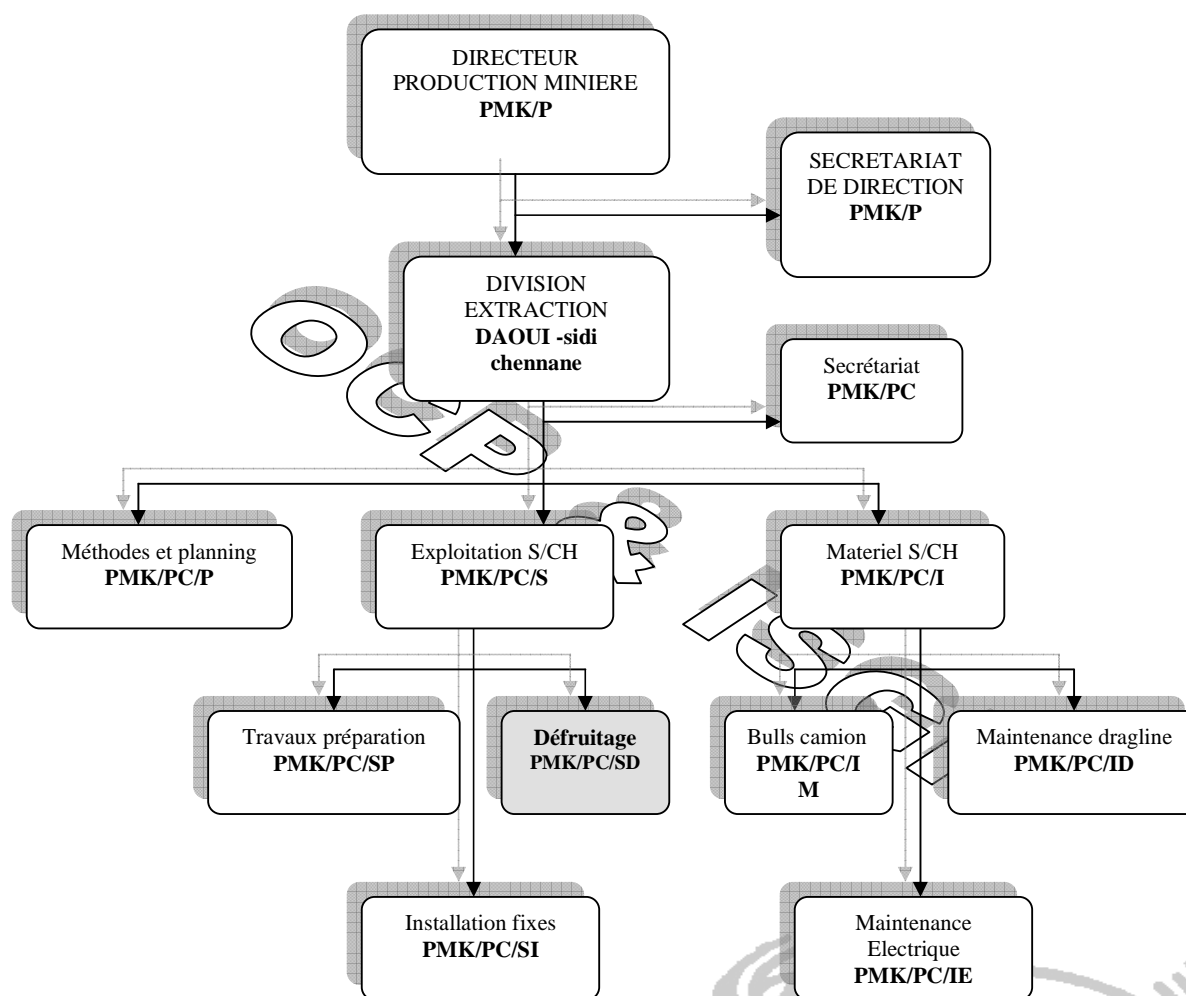 DIRECTEUR
PRODUCTION MINIERE
PMK/P
SECRETARIAT
DE DIRECTION
PMK/P
DIVISION
EXTRACTION
DAOUI -sidi
chennane
Secrétariat
PMK/PC
OCP
Méthodes et planning
PMK/PC/P
Exploitation S/CH
PMK/PC/S
Materiel S/CH
PMK/PC/I
Travaux préparation
PMK/PC/SP
Défruitage
PMK/PC/SD
Bulls camion
PMK/PC/I
M
Maintenance dragline
PMK/PC/ID
Installation fixes
PMK/PC/SI
Maintenance
Electrique
PMK/PC/IE